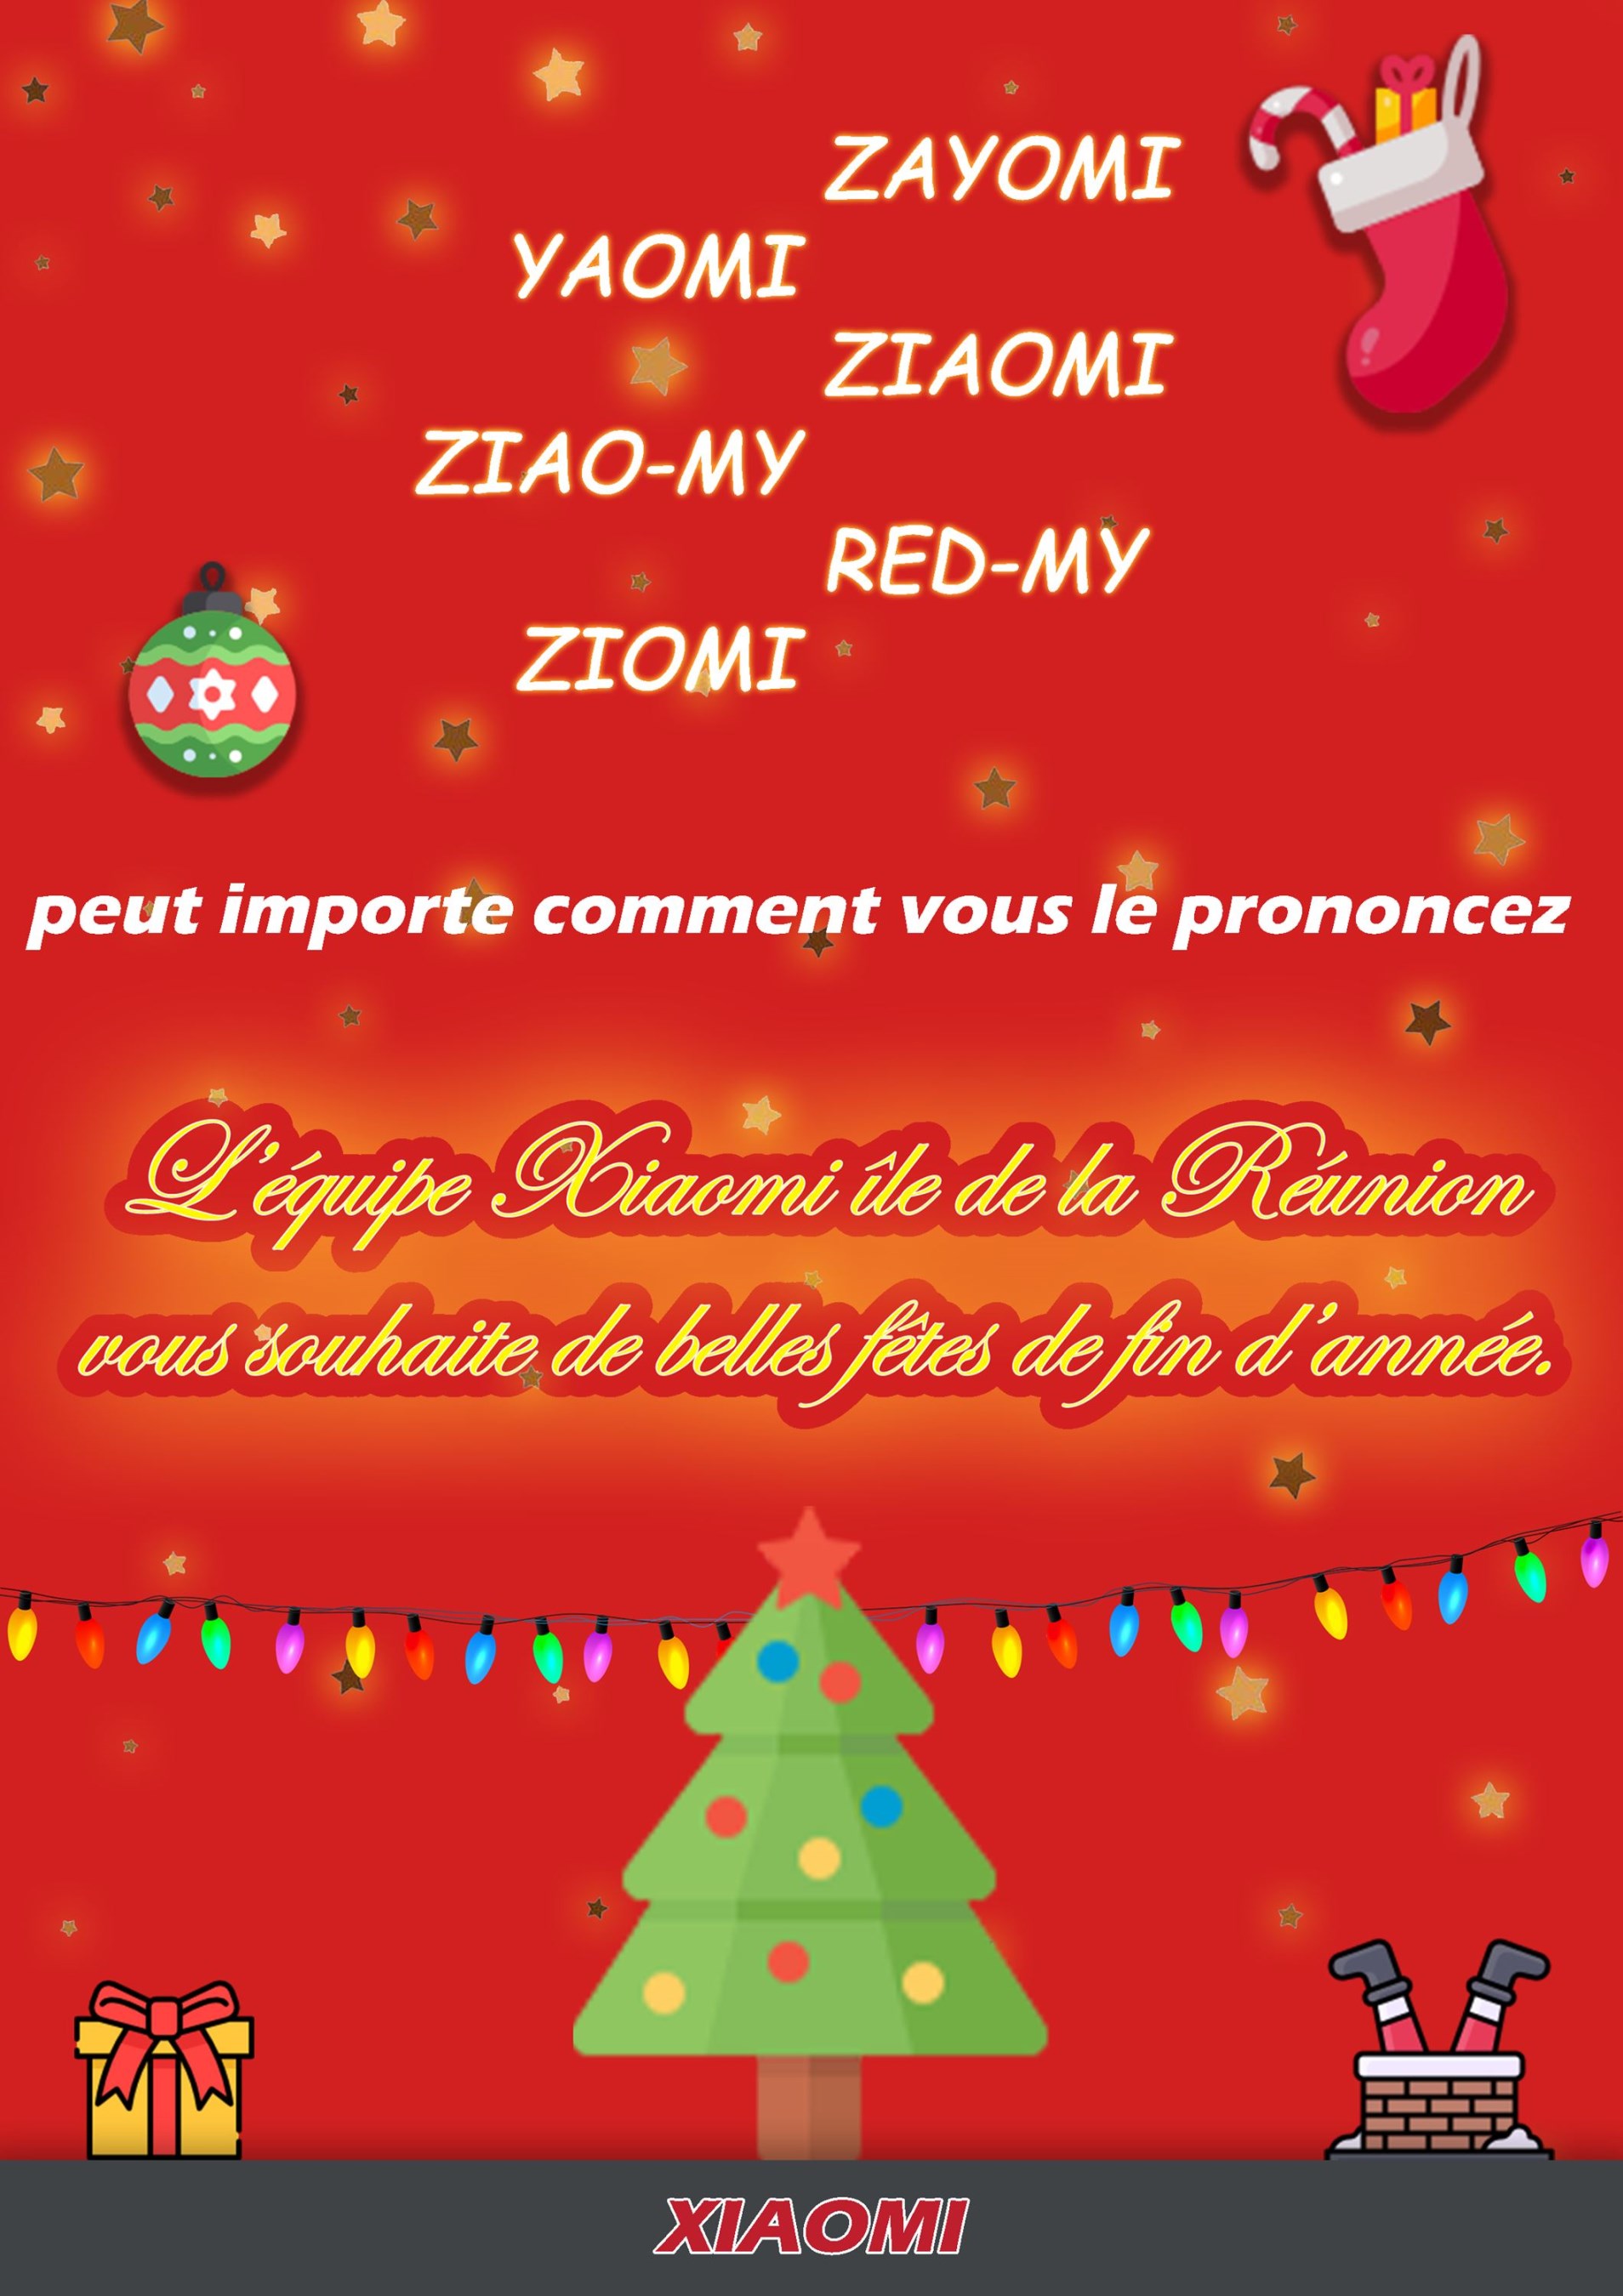 ZAYOMI
YAOMI
ZIAOMI
ZIAO-MY
RED-MY
ZIOMI
peut importe comment vous le prononcez
L'équipe Xiaomi île de la Réunion
vous souhaite de belles fêtes de fin d'année.
XIAOMI